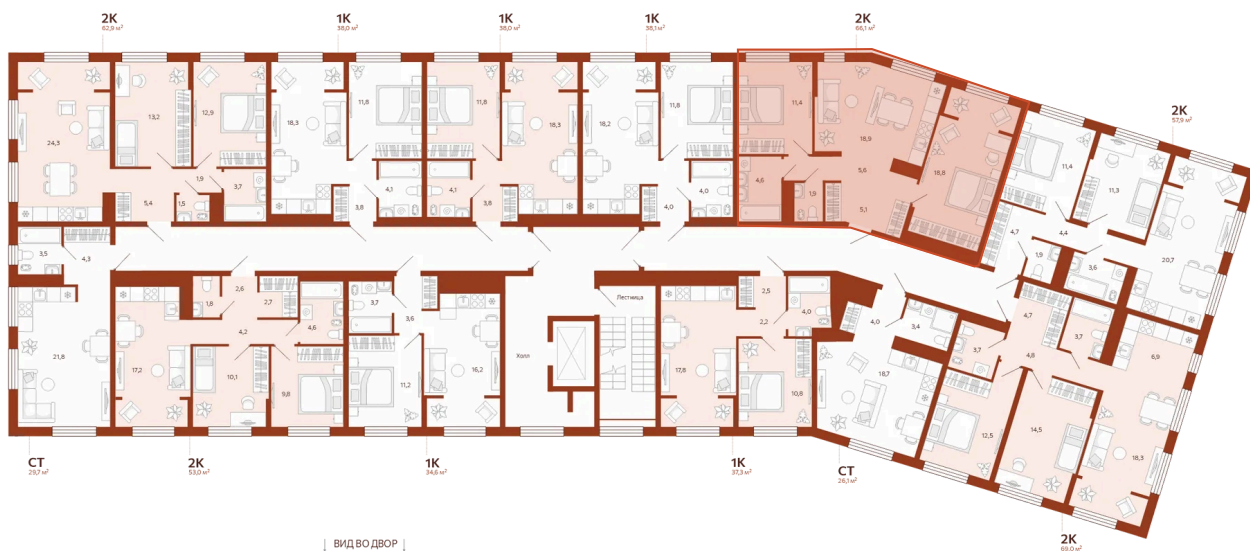 2К
62,9 м²
1К
38,0 м²
1К
38,0 м²
1К
38,1 м²
2К
66,1 м²
2К
57,9 м²
24,3
13,2
12,9
18,3
11,8
11,8
18,3
18,2
11,8
11,4
18,9
18,8
11,4
11,3
20,7
5,4
1,9
1,5
3,7
3,8
4,1
4,1
3,8
4,0
4,0
4,6
1,9
5,6
5,1
4,7
1,9
4,4
3,6
3,5
4,3
21,8
17,2
1,8
2,6
2,7
4,2
4,6
10,1
9,8
3,7
3,6
11,2
16,2
Холл
Лестница
17,8
2,5
2,2
4,0
10,8
4,0
3,4
18,7
3,7
12,5
4,7
4,8
3,7
14,5
6,9
18,3
СТ
29,7 м²
2К
53,0 м²
1К
34,6 м²
1К
37,3 м²
СТ
26,1 м²
2К
69,0 м²
ВИД ВО ДВОР